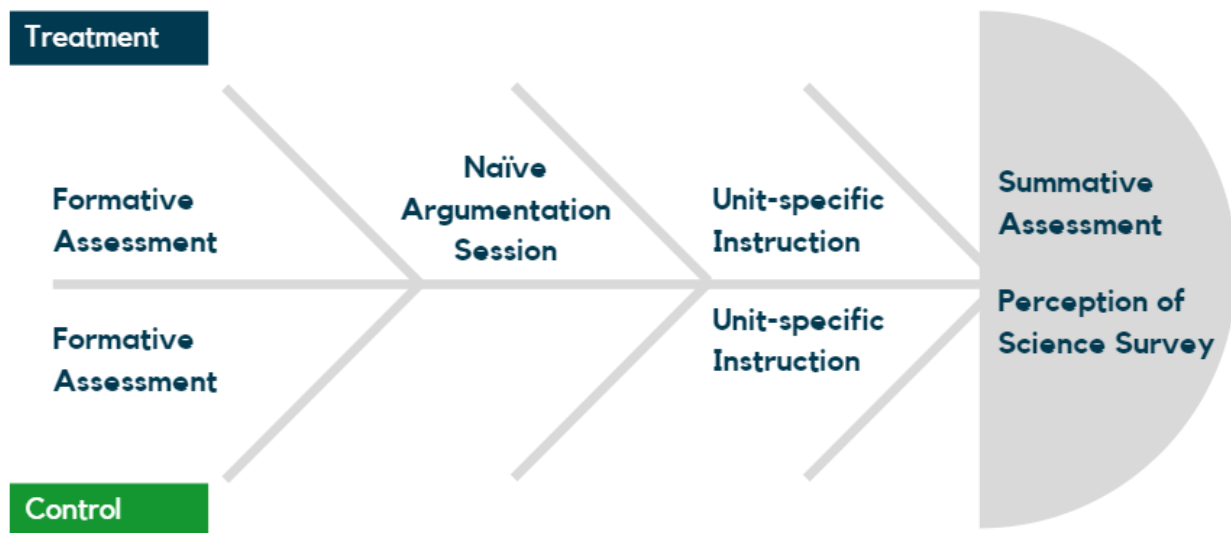 Treatment
Formative
Assessment
Naïve
Argumentation
Session
Unit-specific
Instruction
Summative
Assessment
Formative
Assessment
Unit-specific
Instruction
Perception of
Science Survey
Control